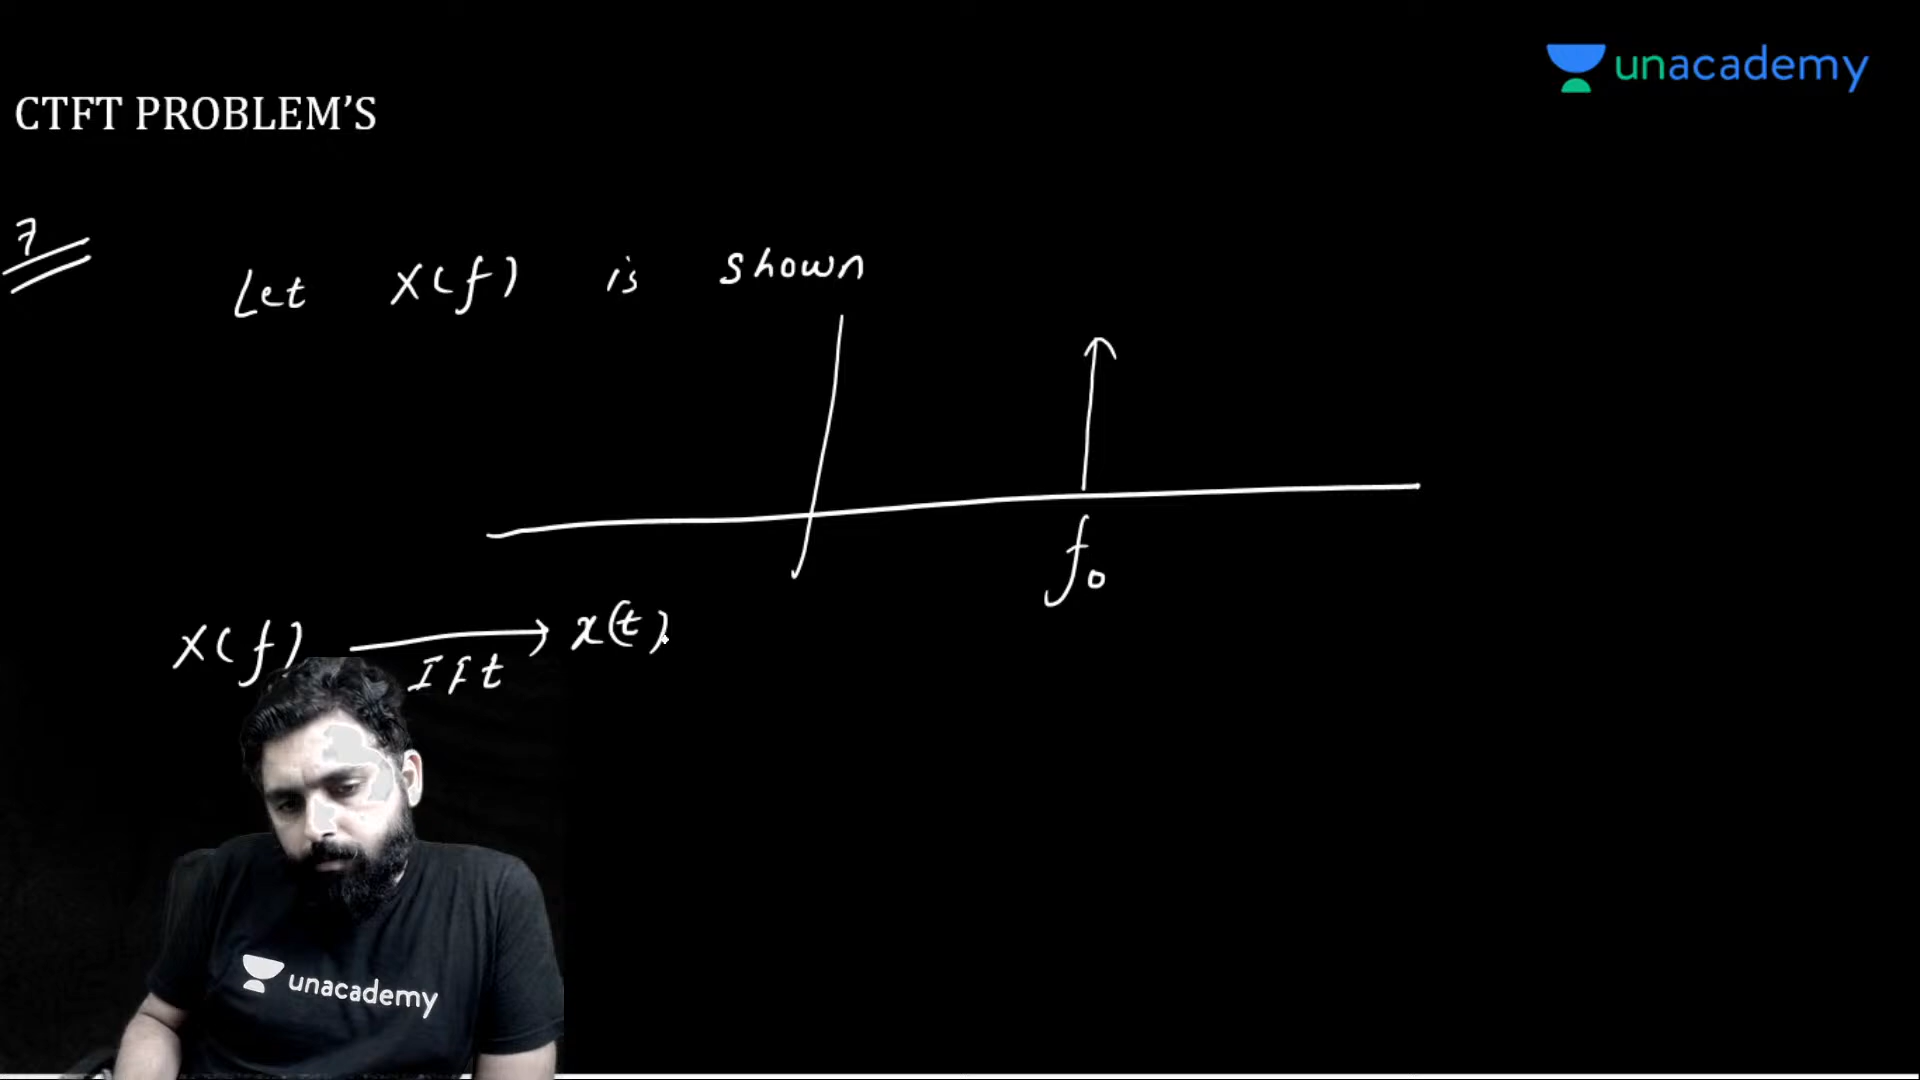 unacademy
CTFT PROBLEM’S
7
Let X(f) is shown
f₀
X(f) → x(t)
IFt
unacademy